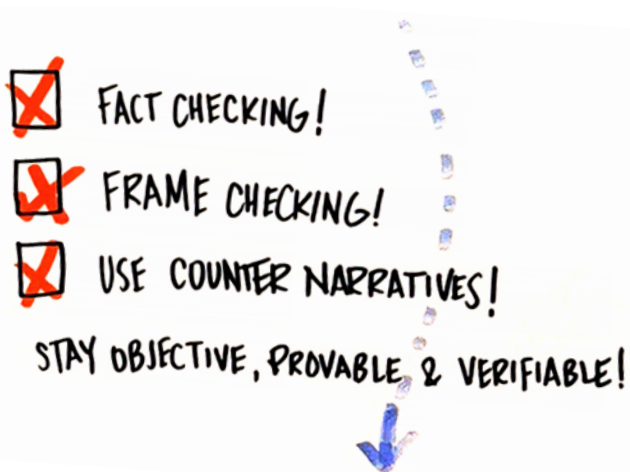 FACT CHECKING!
FRAME CHECKING!
USE COUNTER NARRATIVES!
STAY OBJECTIVE, PROVABLE & VERIFIABLE!